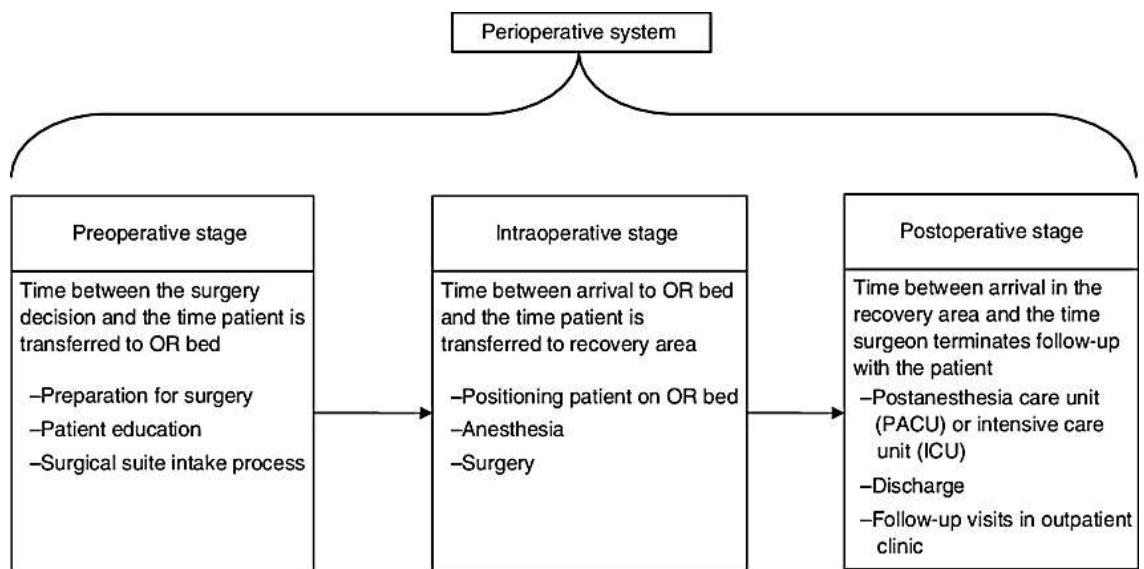 Perioperative system
Preoperative stage
Time between the surgery
decision and the time patient is
transferred to OR bed
–Preparation for surgery
–Patient education
–Surgical suite intake process
Intraoperative stage
Time between arrival to OR bed
and the time patient is
transferred to recovery area
–Positioning patient on OR bed
–Anesthesia
–Surgery
Postoperative stage
Time between arrival in the
recovery area and the time
surgeon terminates follow-up
with the patient
–Postanesthesia care unit
(PACU) or intensive care
unit (ICU)
–Discharge
–Follow-up visits in outpatient
clinic